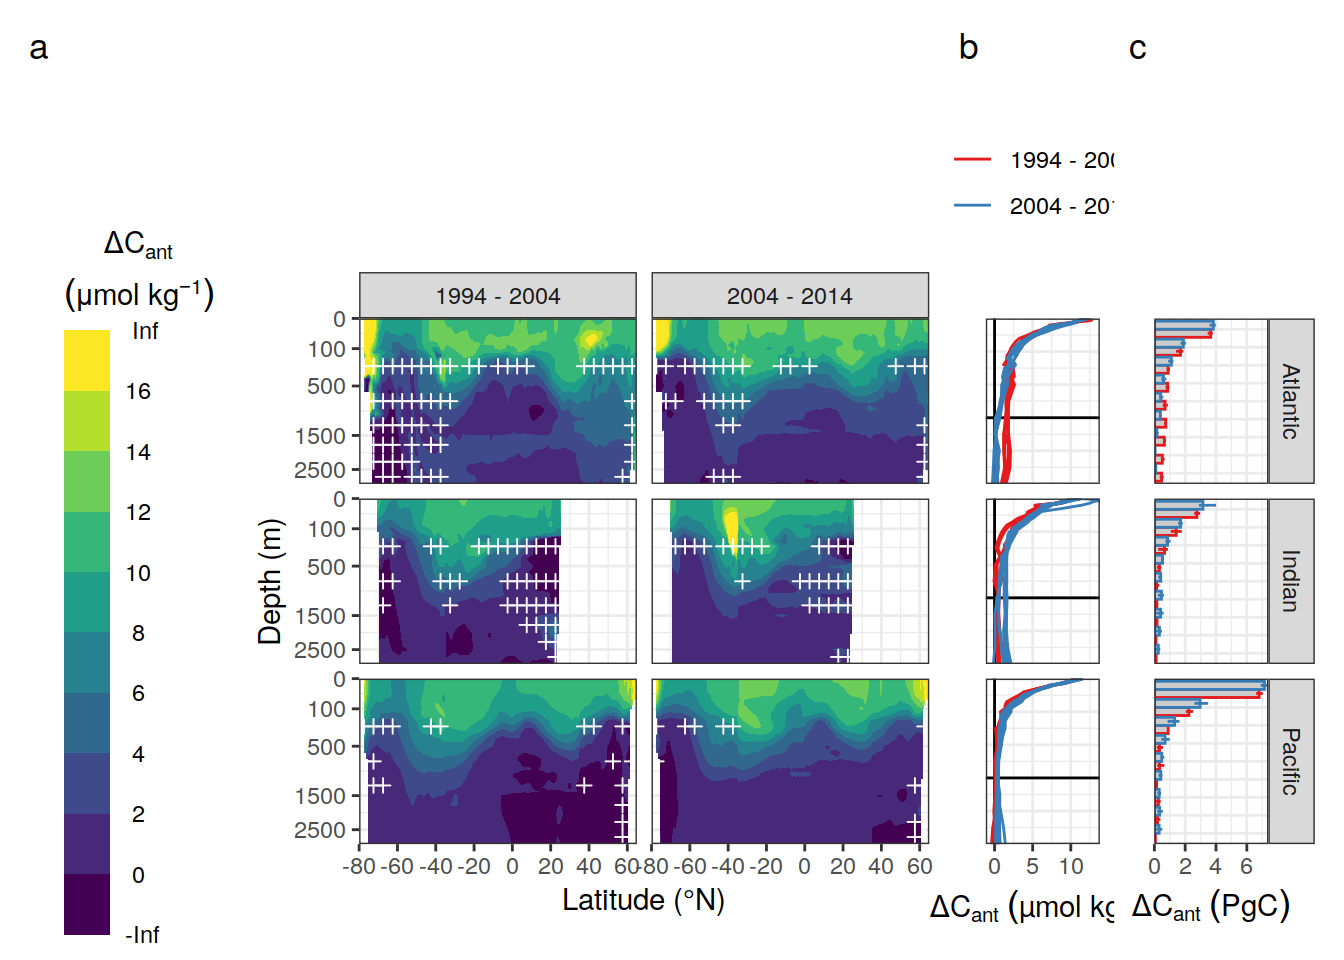 a
b
c
1994 - 200
2004 - 201
ΔCant
(μmol kg−1)
Inf
16
14
12
10
8
6
4
2
0
-Inf
1994 - 2004
2004 - 2014
Depth (m)
0
100
500
1500
2500
0
100
500
1500
2500
0
100
500
1500
2500
-80 -60 -40 -20 0 20 40 60
-80 -60 -40 -20 0 20 40 60
Latitude (°N)
0 5 10
ΔCant (μmol kg
Atlantic
Indian
Pacific
0 2 4 6
ΔCant (PgC)